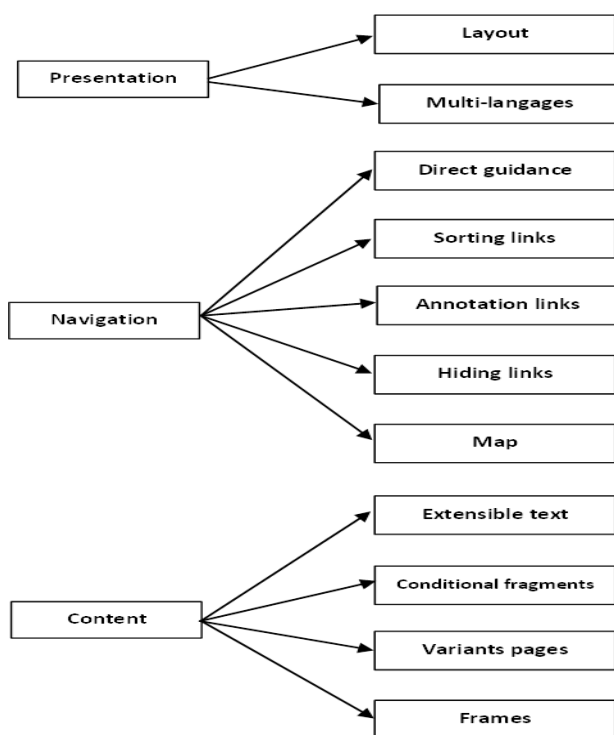 Layout
Presentation
Multi-langages
Direct guidance
Sorting links
Annotation links
Navigation
Hiding links
Map
Extensible text
Conditional fragments
Content
Variants pages
Frames